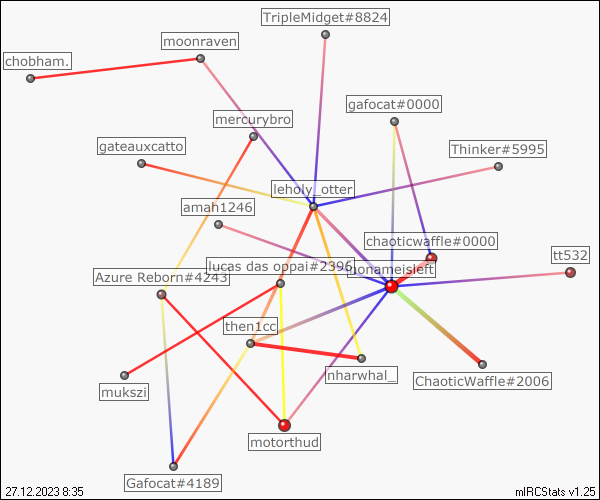 TripleMidget#8824
moonraven
chobham.
gafocat#0000
mercurybro
gateauxcatto
Thinker#5995
leholy_otter
amah1246
chaoticwaffle#0000
tt532
lucas das oppai#2396
nonameisleft
Azure Reborn#4243
then1cc
nharwhal_
ChaoticWaffle#2006
mukszi
motorthud
Gafocat#4189
27.12.2023 8:35
mIRCStats v1.25